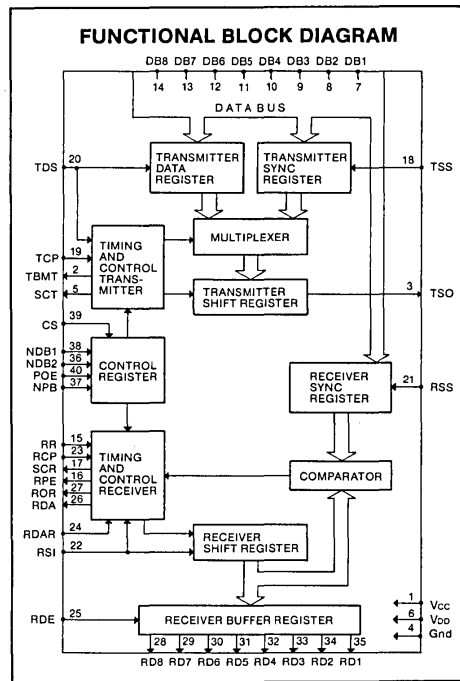 FUNCTIONAL BLOCK DIAGRAM
DB8 DB7 DB6 DB5 DB4 DB3 DB2 DB1
14 13 12 11 10 9 8 7
DATA BUS
TDS 20
TRANSMITTER
DATA
REGISTER
TRANSMITTER
SYNC
REGISTER
18 TSS
TCP 19
TBMT 2
SCT 5
TIMING
AND
CONTROL
TRANS-
MITTER
MULTIPLEXER
TRANSMITTER
SHIFT REGISTER
3 TSO
CS 39
NDB1 38
NDB2 36
POE 40
NPB 37
CONTROL
REGISTER
RECEIVER
SYNC
REGISTER
21 RSS
RR 15
RCP 23
SCR 17
RPE 16
ROR 27
RDA 26
TIMING
AND
CONTROL
RECEIVER
COMPARATOR
RDAR 24
RSI 22
RECEIVER
SHIFT REGISTER
1 VCC
6 VDD
4 Gnd
RDE 25
RECEIVER BUFFER REGISTER
28 29 30 31 32 33 34 35
RD8 RD7 RD6 RD5 RD4 RD3 RD2 RD1